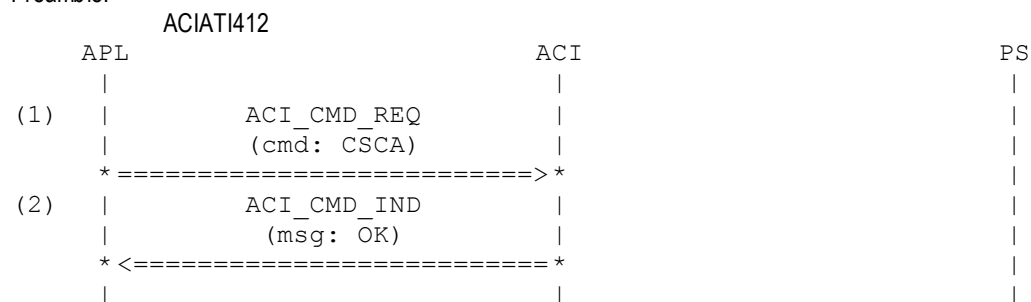 Preamble:
ACIATI412
APL ACI PS
| | |
(1) | ACI_CMD_REQ | |
| (cmd: CSCA) | |
*==========================>* |
(2) | ACI_CMD_IND | |
| (msg: OK) | |
*<==========================* |
| | |